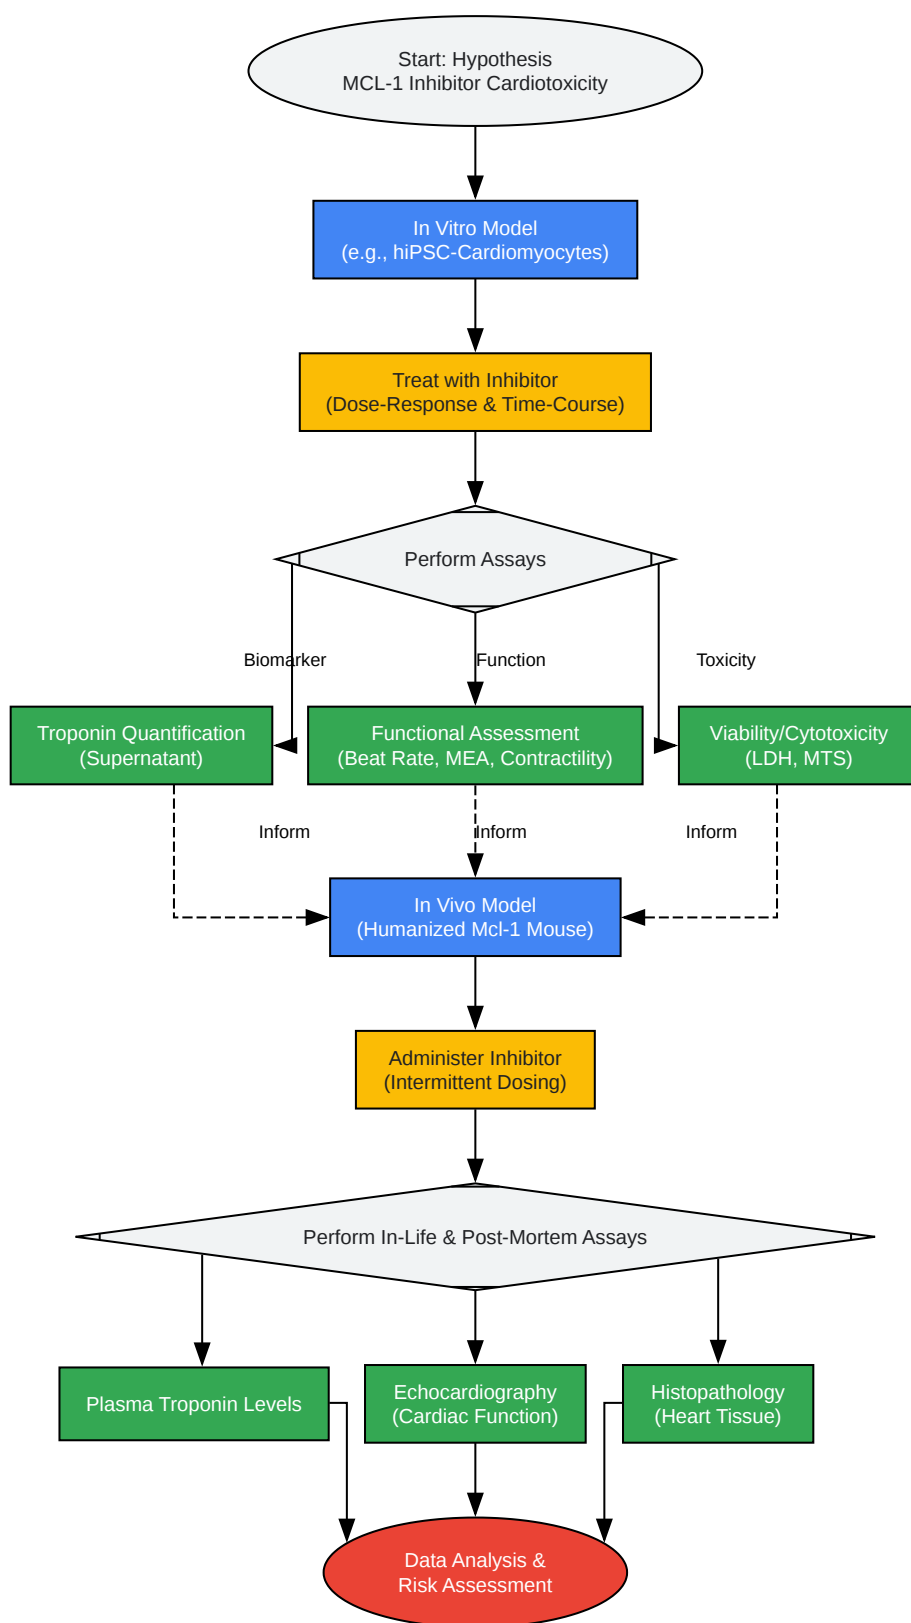 Start: Hypothesis
MCL-1 Inhibitor Cardiotoxicity
In Vitro Model
(e.g., hiPSC-Cardiomyocytes)
Treat with Inhibitor
(Dose-Response & Time-Course)
Perform Assays
Biomarker
Function
Toxicity
Troponin Quantification
(Supernatant)
Functional Assessment
(Beat Rate, MEA, Contractility)
Viability/Cytotoxicity
(LDH, MTS)
Inform
Inform
Inform
In Vivo Model
(Humanized Mcl-1 Mouse)
Administer Inhibitor
(Intermittent Dosing)
Perform In-Life & Post-Mortem Assays
Plasma Troponin Levels
Echocardiography
(Cardiac Function)
Histopathology
(Heart Tissue)
Data Analysis &
Risk Assessment